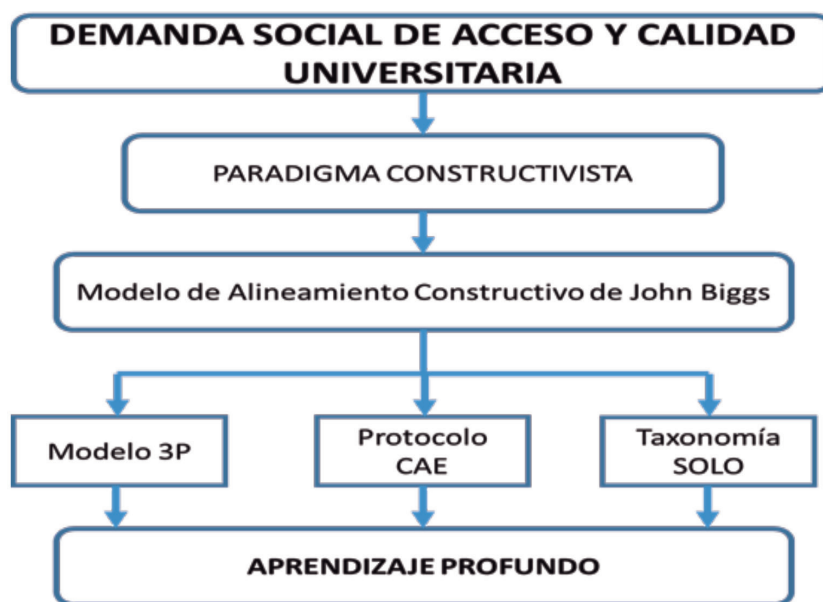 DEMANDA SOCIAL DE ACCESO Y CALIDAD
UNIVERSITARIA
PARADIGMA CONSTRUCTIVISTA
Modelo de Alineamiento Constructivo de John Biggs
Modelo 3P
Protocolo
CAE
Taxonomía
SOLO
APRENDIZAJE PROFUNDO